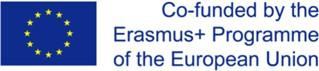 Co-funded by the
Erasmus+ Programme
of the European Union